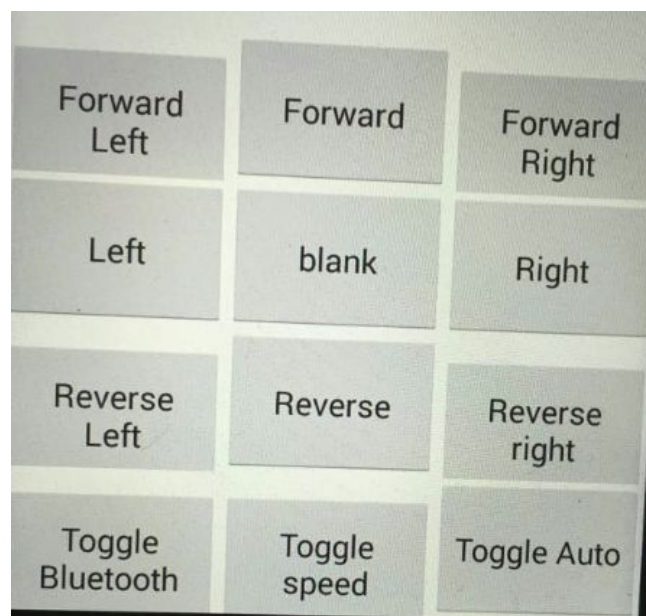 Forward
Left
Forward
Forward
Right
Left
blank
Right
Reverse
Left
Reverse
Reverse
right
Toggle
Bluetooth
Toggle
speed
Toggle Auto